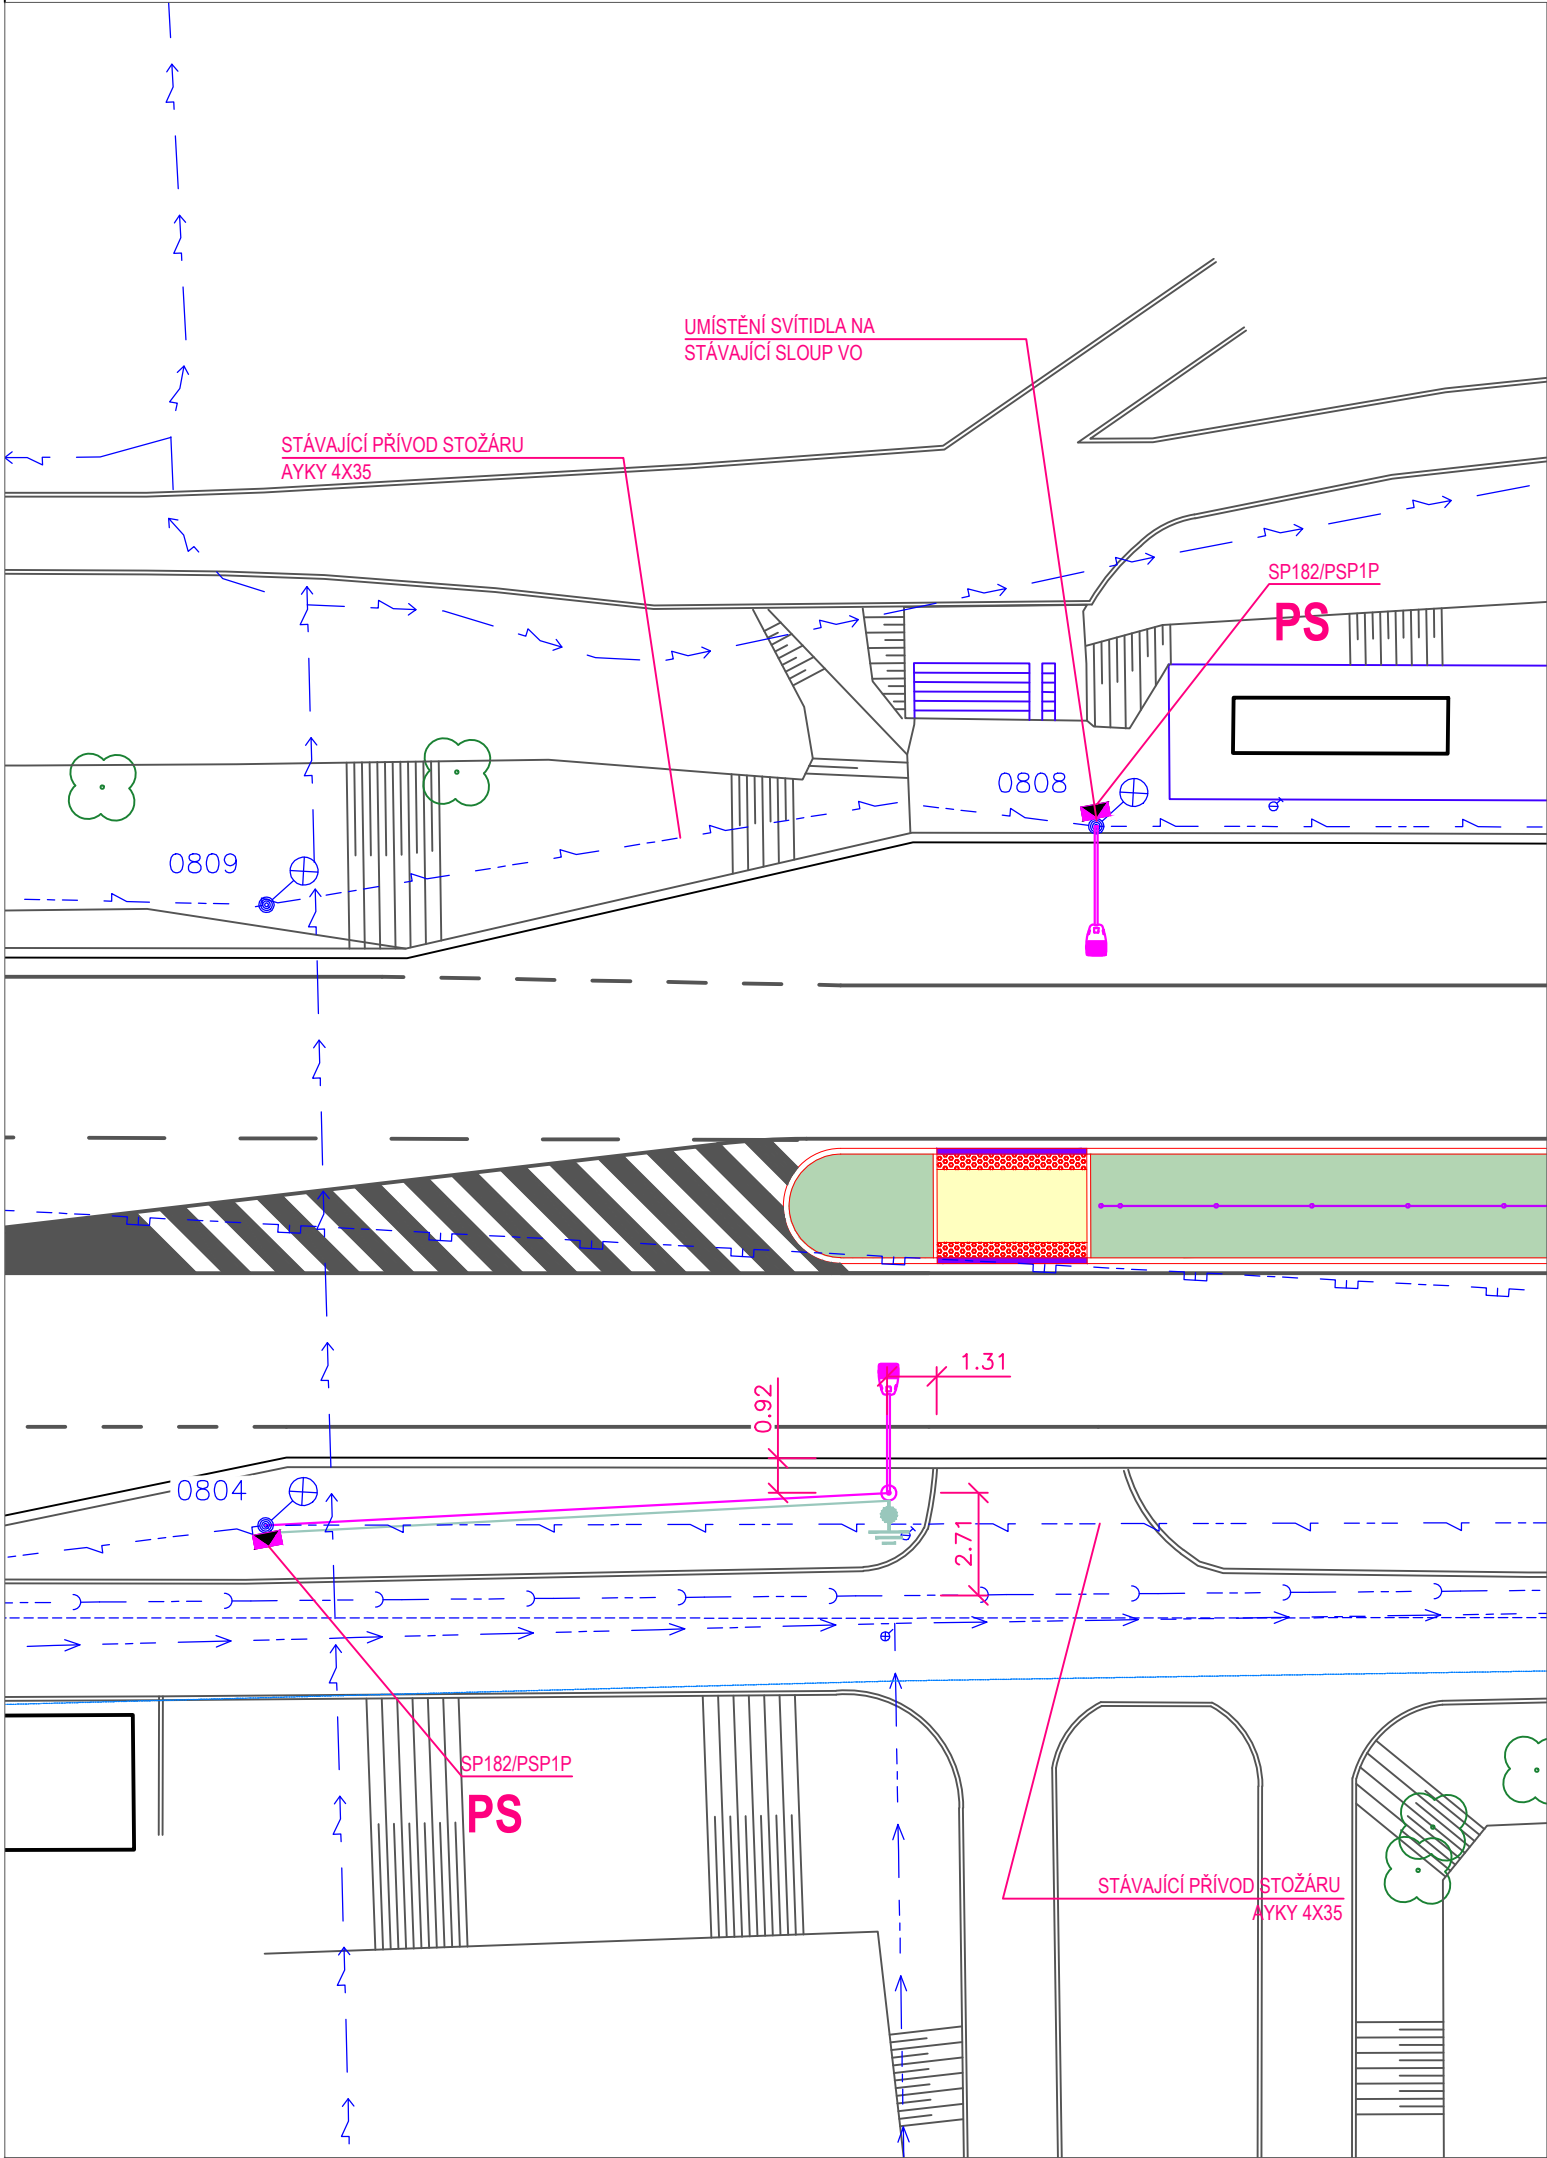 UMÍSTĚNÍ SVÍTIDLA NA
STÁVAJÍCÍ SLOUP VO
STÁVAJÍCÍ PŘÍVOD STOŽÁRU
AYKY 4X35
SP182/PSP1P
PS
0808
0809
1.31
0.92
0804
2.71
SP182/PSP1P
PS
STÁVAJÍCÍ PŘÍVOD STOŽÁRU
AYKY 4X35